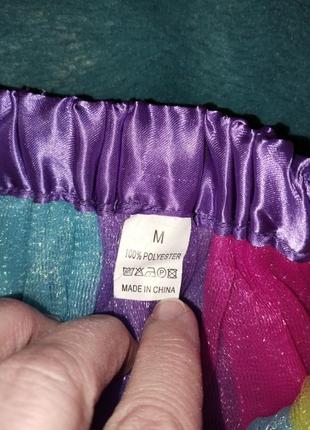 M
100% POLYESTER
MADE IN CHINA